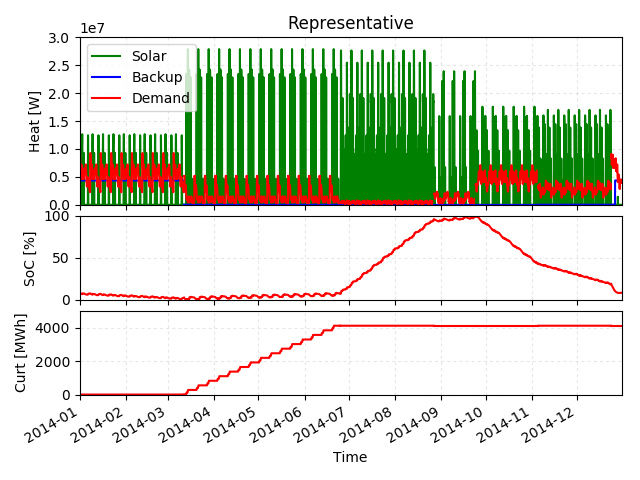 Representative
1e7
3.0
2.5
2.0
1.5
1.0
0.5
0.0
Heat [W]
Solar
Backup
Demand
100
50
0
SoC [%]
4000
2000
0
Curt [MWh]
2014-01
2014-02
2014-03
2014-04
2014-05
2014-06
2014-07
2014-08
2014-09
2014-10
2014-11
2014-12
Time